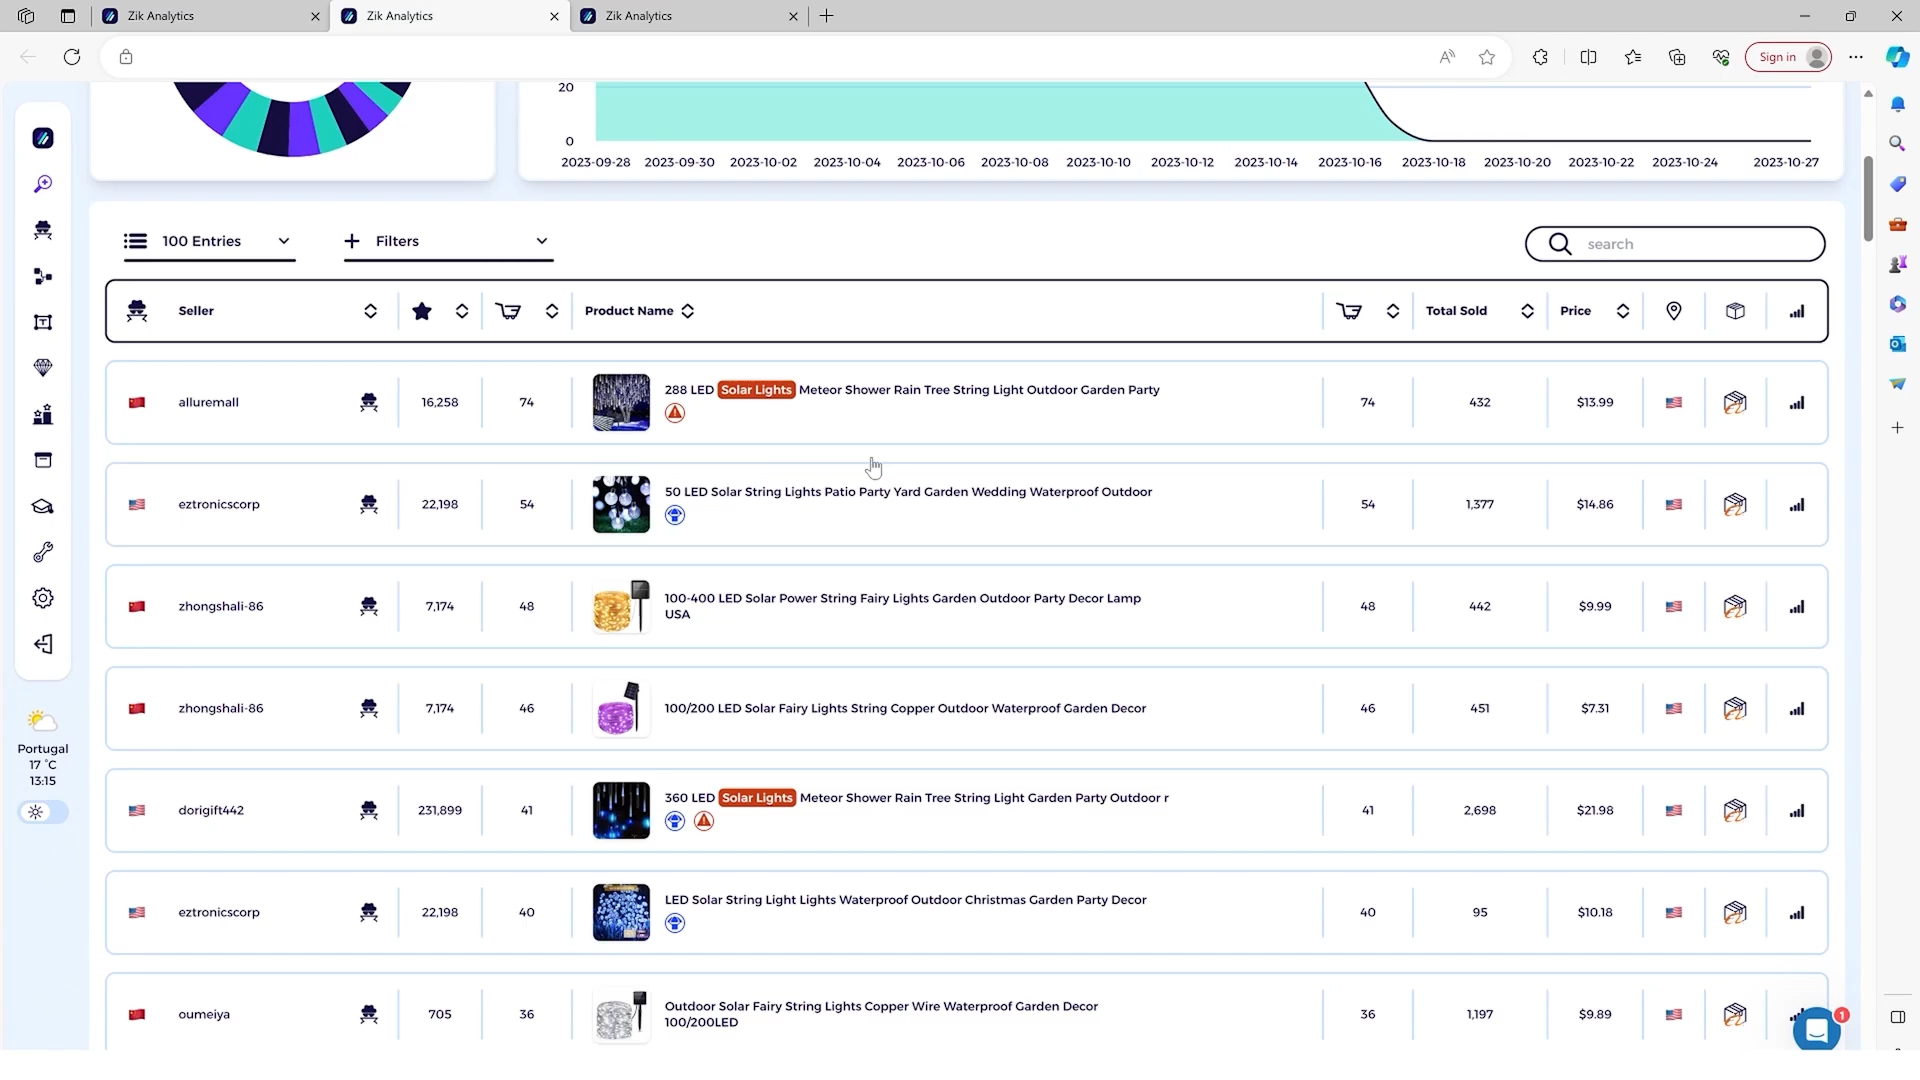 Zik Analytics
Zik Analytics
Zik Analytics
Sign in
20
0
2023-09-28 2023-09-30 2023-10-02 2023-10-04 2023-10-06 2023-10-08 2023-10-10 2023-10-12 2023-10-14 2023-10-16 2023-10-18 2023-10-20 2023-10-22 2023-10-24 2023-10-27
100 Entries
Filters
search
Seller Product Name Total Sold Price
alluremall 16,258 74 288 LED Solar Lights Meteor Shower Rain Tree String Light Outdoor Garden Party 74 432 $13.99
eztronicscorp 22,198 54 50 LED Solar String Lights Patio Party Yard Garden Wedding Waterproof Outdoor 54 1,377 $14.86
zhongshali-86 7,174 48 100-400 LED Solar Power String Fairy Lights Garden Outdoor Party Decor Lamp
USA 48 442 $9.99
zhongshali-86 7,174 46 100/200 LED Solar Fairy Lights String Copper Outdoor Waterproof Garden Decor 46 451 $7.31
dorigift442 231,899 41 360 LED Solar Lights Meteor Shower Rain Tree String Light Garden Party Outdoor r 41 2,698 $21.98
eztronicscorp 22,198 40 LED Solar String Light Lights Waterproof Outdoor Christmas Garden Party Decor 40 95 $10.18
oumeiya 705 36 Outdoor Solar Fairy String Lights Copper Wire Waterproof Garden Decor
100/200LED 36 1,197 $9.89
Portugal
17 °C
13:15
1